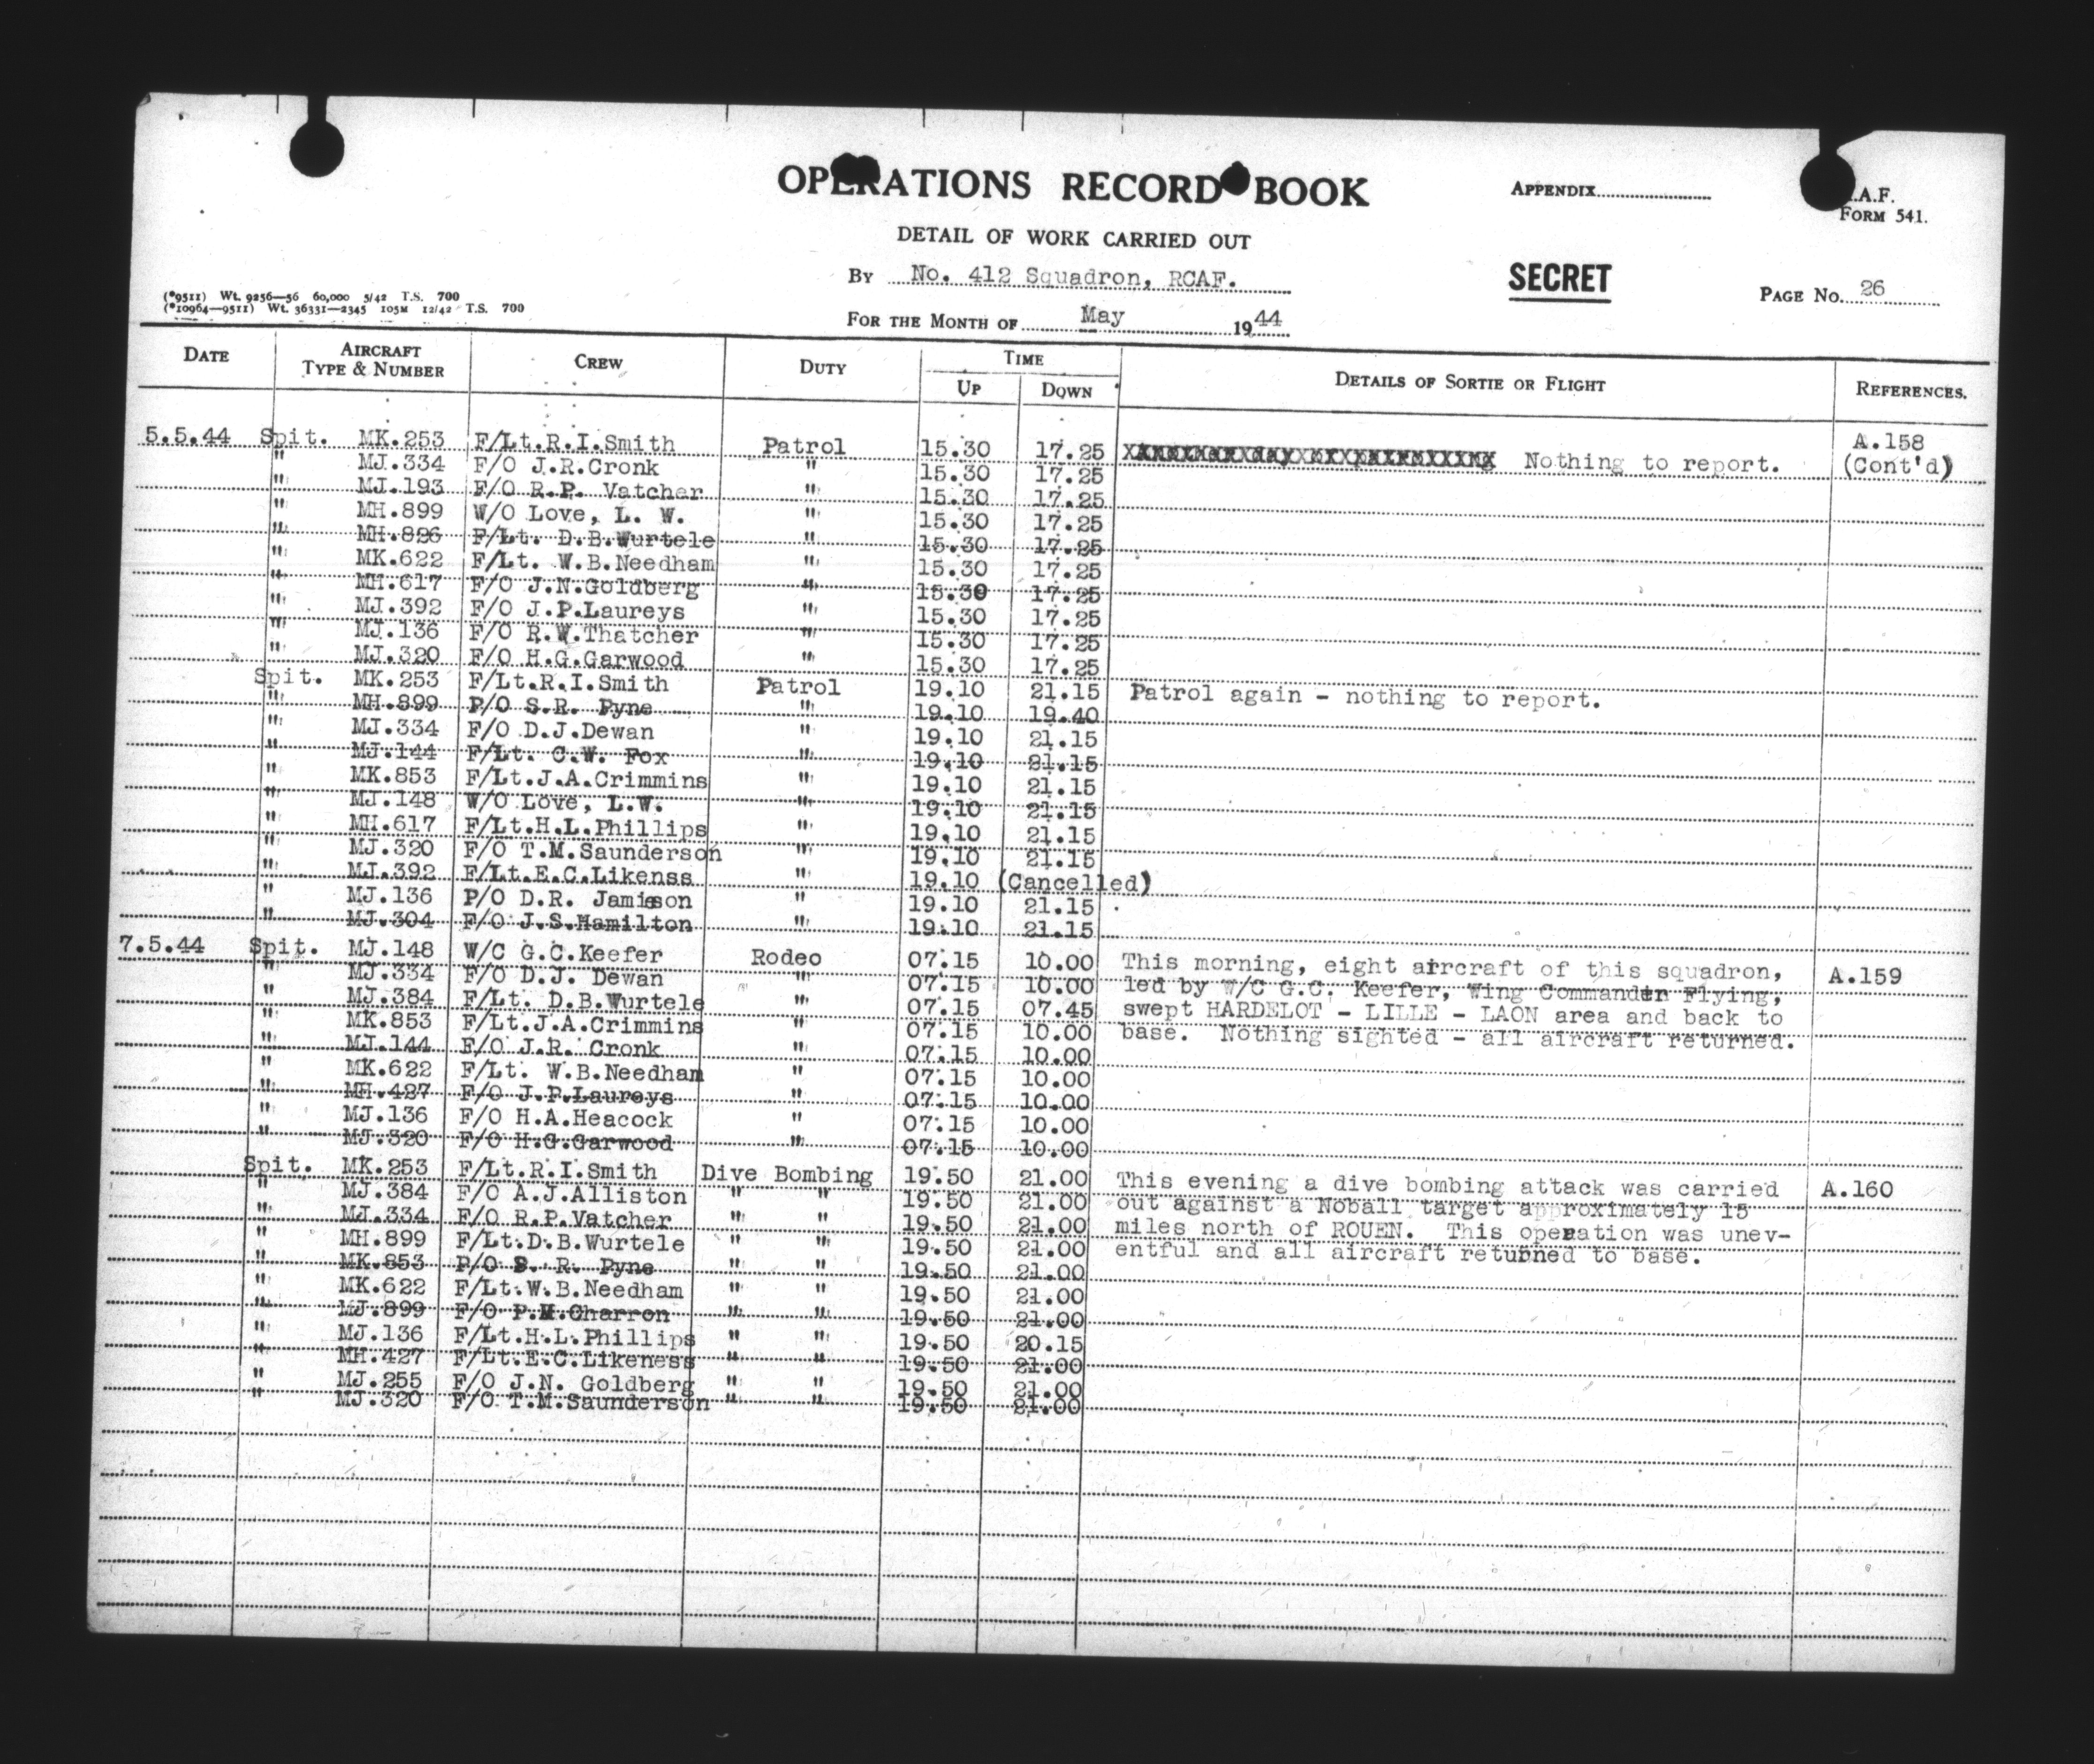 OPERATIONS RECORD BOOK
APPENDIX
.A.F.
FORM 541.
DETAIL OF WORK CARRIED OUT
BY No. 412 Squadron, RCAF.
SECRET
PAGE No. 26
(*9511) Wt. 9256—56 60,000 5/42 T.S. 700
(*10964—9511) Wt. 36331—2345 105M 12/42 T.S. 700
FOR THE MONTH OF May 1944
DATE AIRCRAFT TYPE & NUMBER CREW DUTY TIME UP DOWN DETAILS OF SORTIE OR FLIGHT REFERENCES.
5.5.44 Spit. MK.253 F/Lt.R.I.Smith Patrol 15.30 17.25 Nothing to report. A.158
" MJ.334 F/O J.R.Cronk " 15.30 17.25 (Cont'd)
" MJ.193 F/O R.P. Vatcher " 15.30 17.25
" MH.899 W/O Love, L. W. " 15.30 17.25
" MH.826 F/Lt. D.B.Wurtele " 15.30 17.25
" MK.622 F/Lt. W.B.Needham " 15.30 17.25
" MH.617 F/O J.N.Goldberg " 15.30 17.25
" MJ.392 F/O J.P.Laureys " 15.30 17.25
" MJ.136 F/O R.W.Thatcher " 15.30 17.25
" MJ.320 F/O H.G.Garwood " 15.30 17.25
Spit. MK.253 F/Lt.R.I.Smith Patrol 19.10 21.15 Patrol again - nothing to report.
" MH.899 P/O S.R. Pyne " 19.10 19.40
" MJ.334 F/O D.J.Dewan " 19.10 21.15
" MJ.144 F/Lt. C.W. Fox " 19.10 21.15
" MK.853 F/Lt.J.A.Crimmins " 19.10 21.15
" MJ.148 W/O Love, L.W. " 19.10 21.15
" MH.617 F/Lt.H.L.Phillips " 19.10 21.15
" MJ.320 F/O T.M.Saunderson " 19.10 21.15
" MJ.392 F/Lt.E.C.Likenss " 19.10 (Cancelled)
" MJ.136 P/O D.R. Jamieson " 19.10 21.15
" MJ.304 F/O J.S.Hamilton " 19.10 21.15
7.5.44 Spit. MJ.148 W/C G.C.Keefer Rodeo 07.15 10.00 This morning, eight aircraft of this squadron, A.159
" MJ.334 F/O D.J. Dewan " 07.15 10.00 led by W/C G.C. Keefer, Wing Commander Flying,
" MJ.384 F/Lt. D.B.Wurtele " 07.15 07.45 swept HARDELOT - LILLE - LAON area and back to
" MK.853 F/Lt.J.A.Crimmins " 07.15 10.00 base. Nothing sighted - all aircraft returned.
" MJ.144 F/O J.R. Cronk " 07.15 10.00
" MK.622 F/Lt. W.B.Needham " 07.15 10.00
" MH.427 F/O J.P.Laureys " 07.15 10.00
" MJ.136 F/O H.A.Heacock " 07.15 10.00
" MJ.320 F/O H.G.Garwood " 07.15 10.00
Spit. MK.253 F/Lt.R.I.Smith Dive Bombing 19.50 21.00 This evening a dive bombing attack was carried A.160
" MJ.384 F/O A.J.Alliston " " 19.50 21.00 out against a Noball target approximately 15
" MJ.334 F/O R.P.Vatcher " " 19.50 21.00 miles north of ROUEN. This operation was unev-
" MH.899 F/Lt.D.B.Wurtele " " 19.50 21.00 entful and all aircraft returned to base.
" MK.853 P/O S. R. Pyne " " 19.50 21.00
" MK.622 F/Lt.W.B.Needham " " 19.50 21.00
" MJ.899 F/O P.M.Charron " " 19.50 21.00
" MJ.136 F/Lt.H.L.Phillips " " 19.50 20.15
" MH.427 F/Lt.E.C.Likeness " " 19.50 21.00
" MJ.255 F/O J.N. Goldberg " " 19.50 21.00
" MJ.320 F/O T.M.Saunderson " " 19.50 21.00